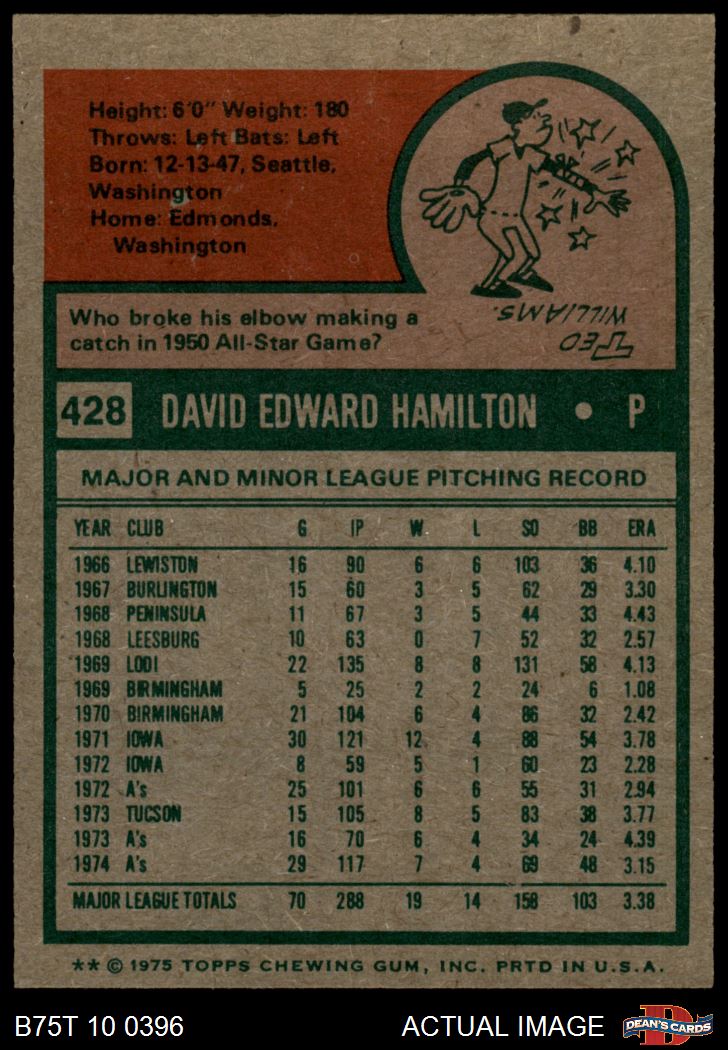 Height: 6'0" Weight: 180
Throws: Left Bats: Left
Born: 12-13-47, Seattle,
Washington
Home: Edmonds,
Washington
Who broke his elbow making a
catch in 1950 All-Star Game?
TED
WILLIAMS.
428 DAVID EDWARD HAMILTON • P
MAJOR AND MINOR LEAGUE PITCHING RECORD
YEAR CLUB G IP W L SO BB ERA
1966 LEWISTON 16 90 6 6 103 36 4.10
1967 BURLINGTON 15 60 3 5 62 29 3.30
1968 PENINSULA 11 67 3 5 44 33 4.43
1968 LEESBURG 10 63 0 7 52 32 2.57
1969 LODI 22 135 8 8 131 58 4.13
1969 BIRMINGHAM 5 25 2 2 24 6 1.08
1970 BIRMINGHAM 21 104 6 4 86 32 2.42
1971 IOWA 30 121 12 4 88 54 3.78
1972 IOWA 8 59 5 1 60 23 2.28
1972 A's 25 101 6 6 55 31 2.94
1973 TUCSON 15 105 8 5 83 38 3.77
1973 A's 16 70 6 4 34 24 4.39
1974 A's 29 117 7 4 69 48 3.15
MAJOR LEAGUE TOTALS 70 288 19 14 158 103 3.38
** © 1975 TOPPS CHEWING GUM, INC. PRTD IN U.S.A.
B75T 10 0396 ACTUAL IMAGE D DEAN'S CARDS